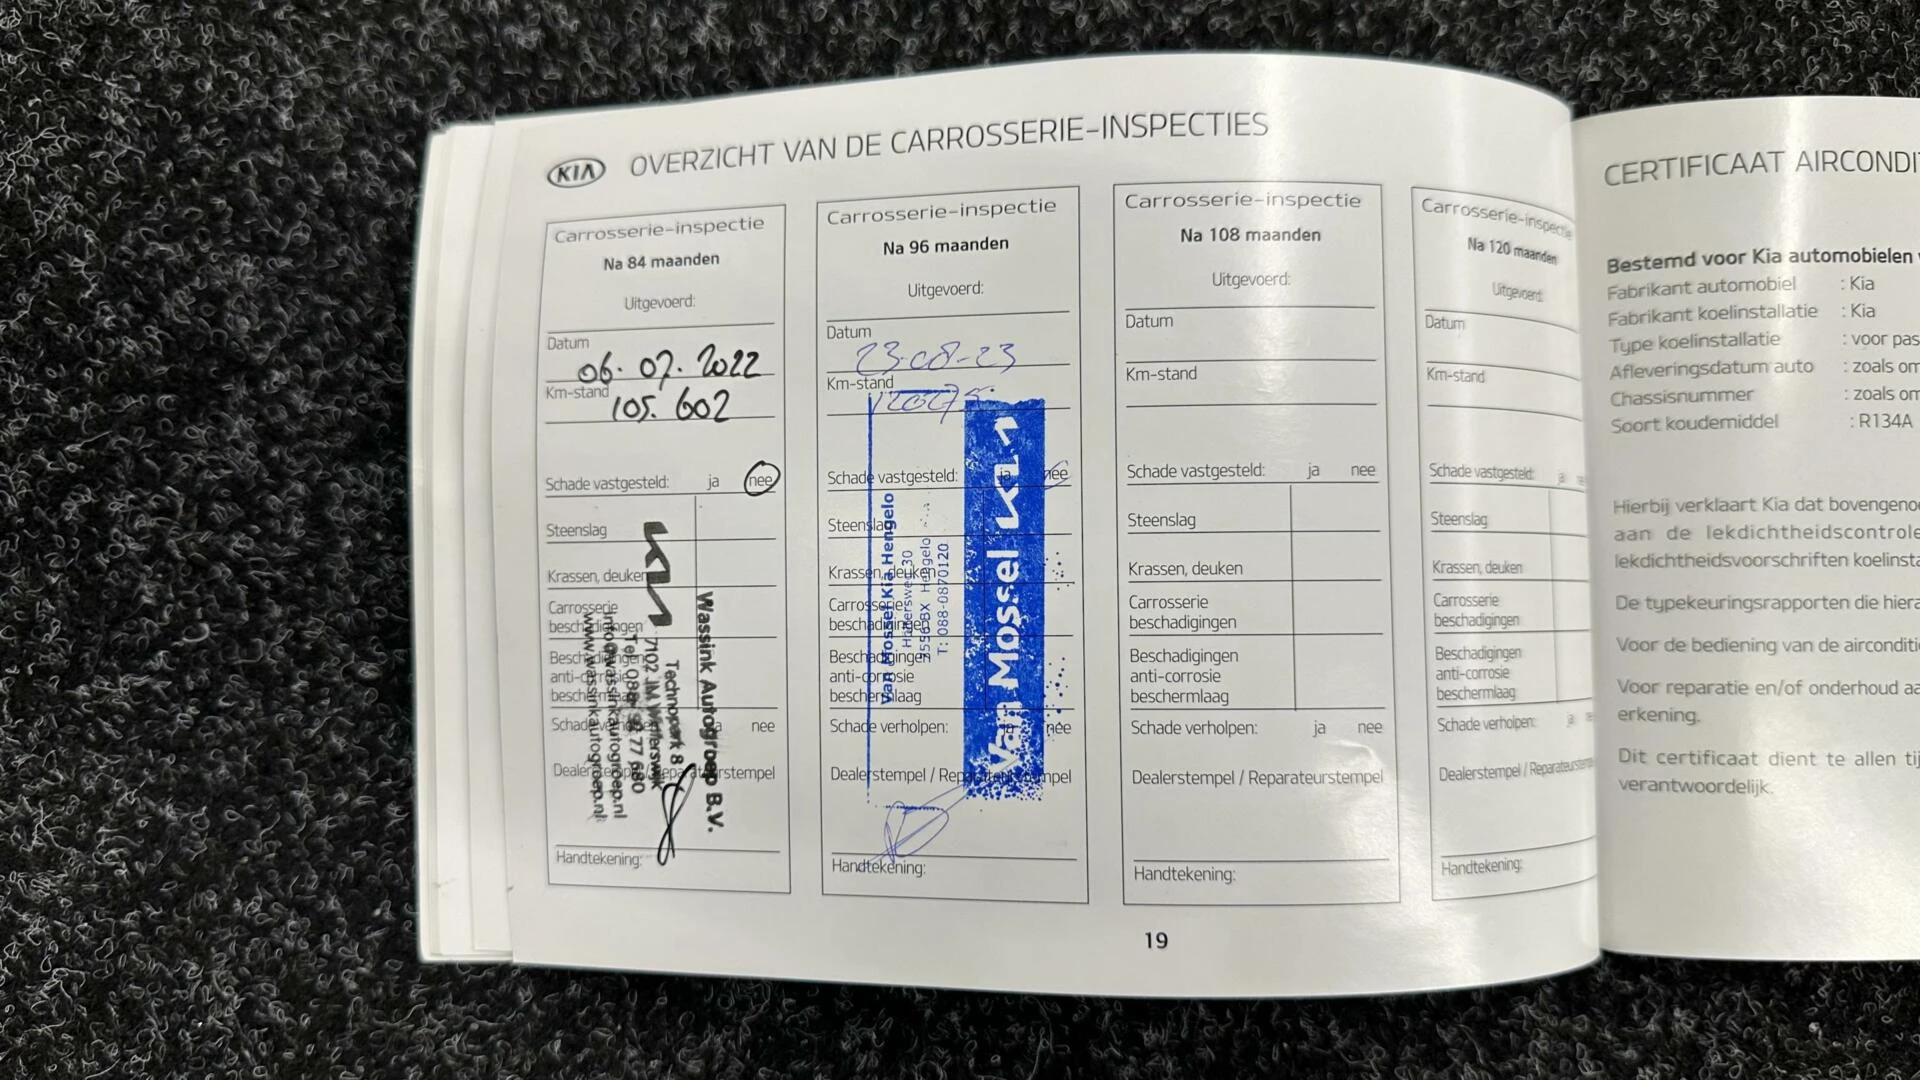 KIA OVERZICHT VAN DE CARROSSERIE-INSPECTIES
Carrosserie-inspectie
Na 84 maanden
Uitgevoerd:
Datum
06.07.2022
Km-stand
105.602
Schade vastgesteld: ja nee
Steenslag
Krassen, deuken
Carrosserie
beschadigingen
Beschadigingen
anti-corrosie
beschermlaag
Schade verholpen: ja nee
Dealerstempel / Reparateurstempel
Handtekening:
KIA
Wassink Autogroep B.V.
Technopark 8
7102 JM Winterswijk
info@wassinkautogroep.nl
www.wassinkautogroep.nl
Carrosserie-inspectie
Na 96 maanden
Uitgevoerd:
Datum
23-08-23
Km-stand
Schade vastgesteld: ja nee
Steenslag
Krassen, deuken
Carrosserie
beschadigingen
Beschadigingen
anti-corrosie
beschermlaag
Schade verholpen: ja nee
Dealerstempel / Reparateurstempel
Handtekening:
Van Mossel KIA
Van Mossel Kia Hengelo
7556 BX Hengelo
T: 088-0870120
Carrosserie-inspectie
Na 108 maanden
Uitgevoerd:
Datum
Km-stand
Schade vastgesteld: ja nee
Steenslag
Krassen, deuken
Carrosserie
beschadigingen
Beschadigingen
anti-corrosie
beschermlaag
Schade verholpen: ja nee
Dealerstempel / Reparateurstempel
Handtekening:
Carrosserie-inspectie
Na 120 maanden
Uitgevoerd:
Datum
Km-stand
Schade vastgesteld: ja
Steenslag
Krassen, deuken
Carrosserie
beschadigingen
Beschadigingen
anti-corrosie
beschermlaag
Schade verholpen: ja
Dealerstempel / Reparateurstempel
Handtekening:
19
CERTIFICAAT AIRCONDI
Bestemd voor Kia automobielen
Fabrikant automobiel : Kia
Fabrikant koelinstallatie : Kia
Type koelinstallatie : voor pas
Afleveringsdatum auto : zoals om
Chassisnummer : zoals om
Soort koudemiddel : R134A
Hierbij verklaart Kia dat bovengeno
aan de lekdichtheidscontrole
lekdichtheidsvoorschriften koelinsta
De typekeuringsrapporten die hiera
Voor de bediening van de airconditi
Voor reparatie en/of onderhoud aa
erkening.
Dit certificaat dient te allen tij
verantwoordelijk.